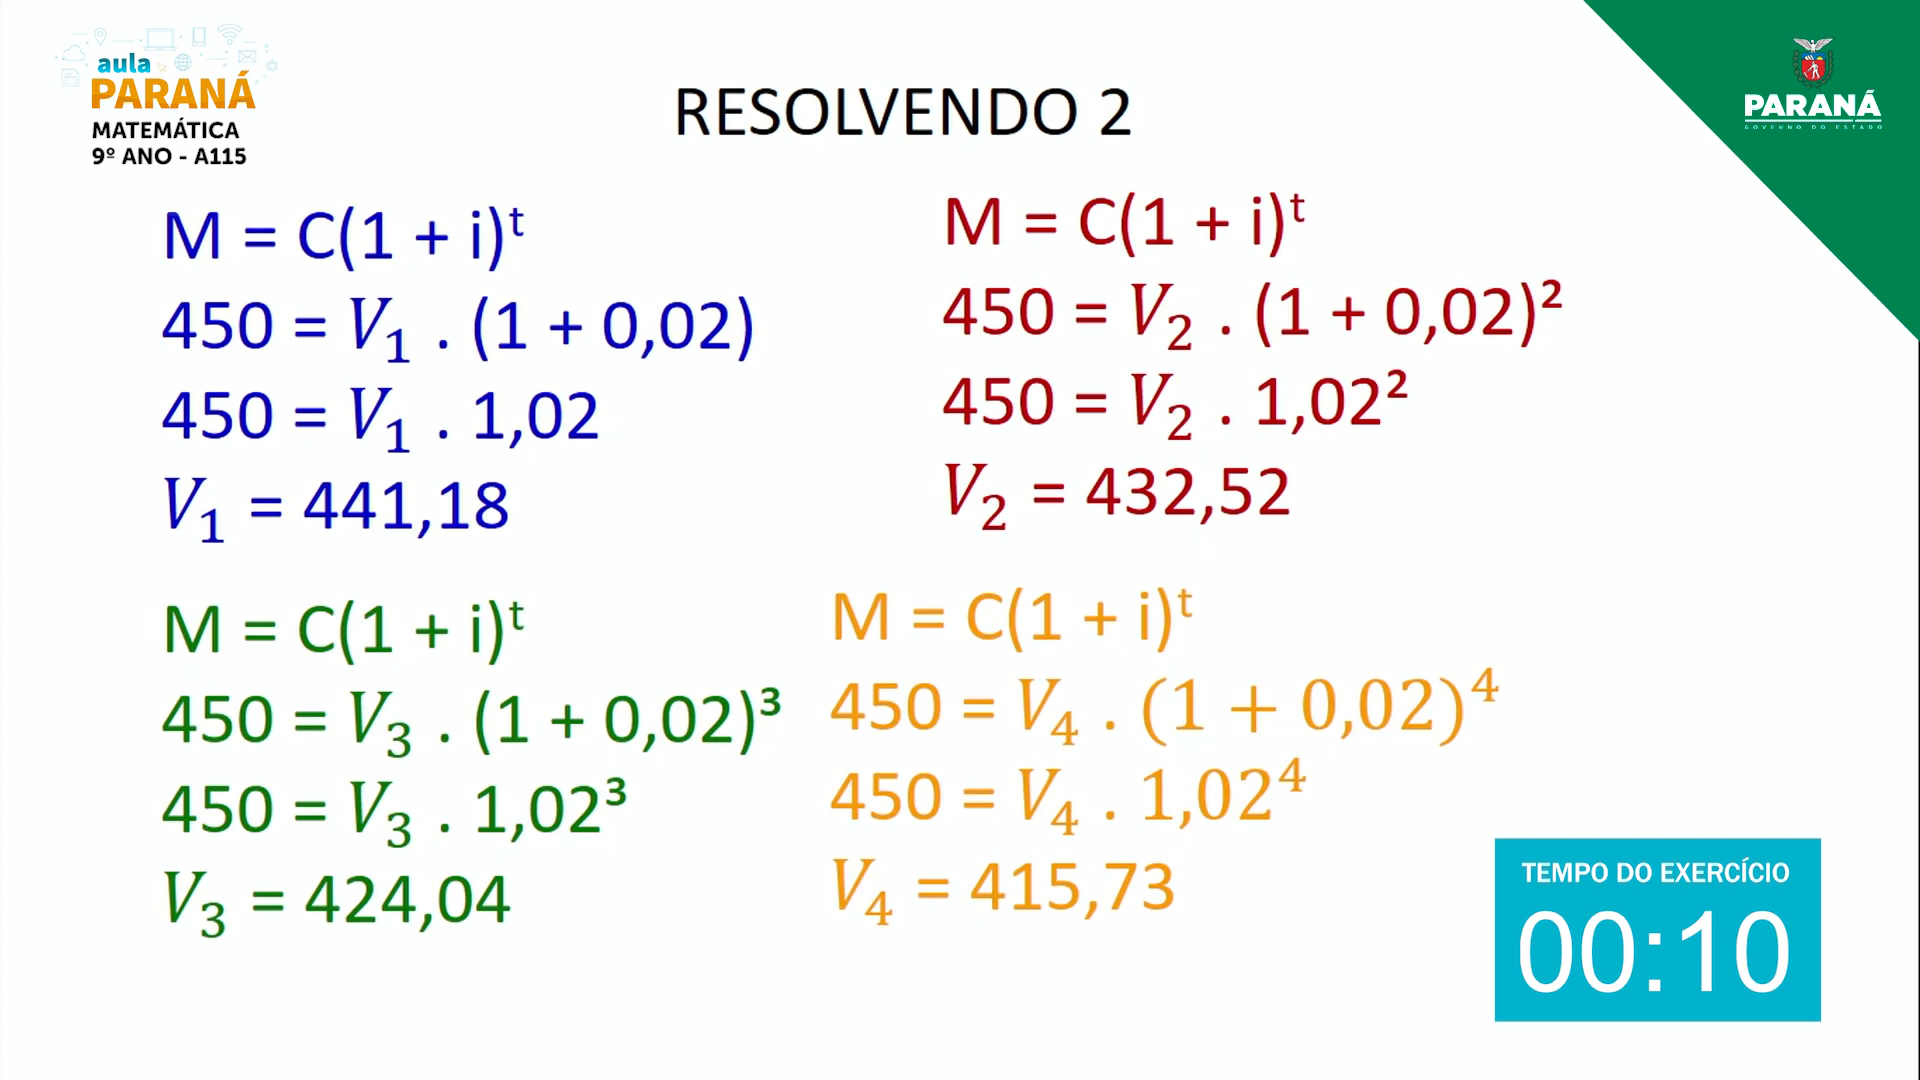 aula
PARANÁ
MATEMÁTICA
9º ANO - A115
RESOLVENDO 2
PARANÁ
GOVERNO DO ESTADO
M = C(1 + i)ᵗ
450 = V₁ . (1 + 0,02)
450 = V₁ . 1,02
V₁ = 441,18
M = C(1 + i)ᵗ
450 = V₂ . (1 + 0,02)²
450 = V₂ . 1,02²
V₂ = 432,52
M = C(1 + i)ᵗ
450 = V₃ . (1 + 0,02)³
450 = V₃ . 1,02³
V₃ = 424,04
M = C(1 + i)ᵗ
450 = V₄ . (1 + 0,02)⁴
450 = V₄ . 1,02⁴
V₄ = 415,73
TEMPO DO EXERCÍCIO
00:10